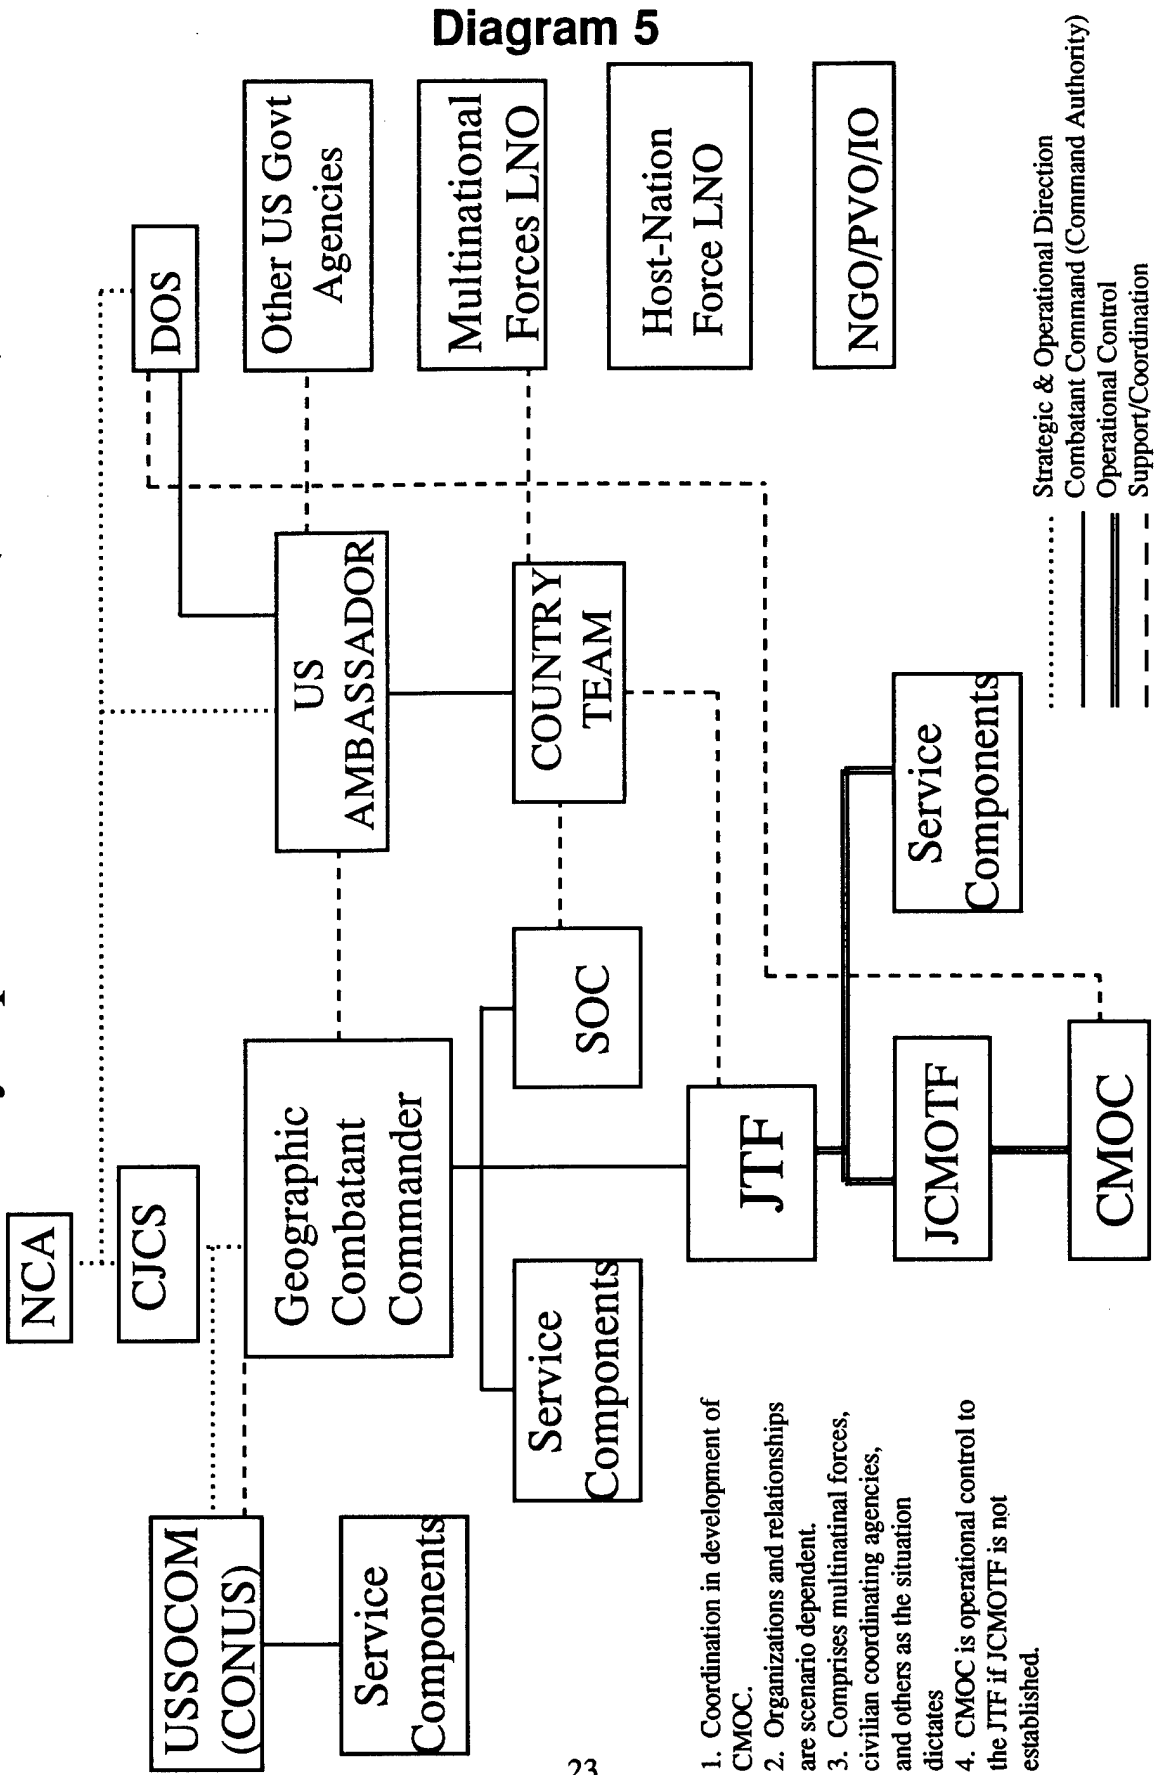 Diagram 5
NCA
CJCS
DOS
USSOCOM
(CONUS)
Service
Components
Geographic
Combatant
Commander
US
AMBASSADOR
Other US Govt
Agencies
Multinational
Forces LNO
Host-Nation
Force LNO
NGO/PVO/IO
Service
Components
SOC
COUNTRY
TEAM
JTF
JCMOTF
Service
Components
CMOC
1. Coordination in development of
CMOC.
2. Organizations and relationships
are scenario dependent.
3. Comprises multinatinal forces,
civilian coordinating agencies,
and others as the situation
dictates
4. CMOC is operational control to
the JTF if JCMOTF is not
established.
Strategic & Operational Direction
Combatant Command (Command Authority)
Operational Control
Support/Coordination
23